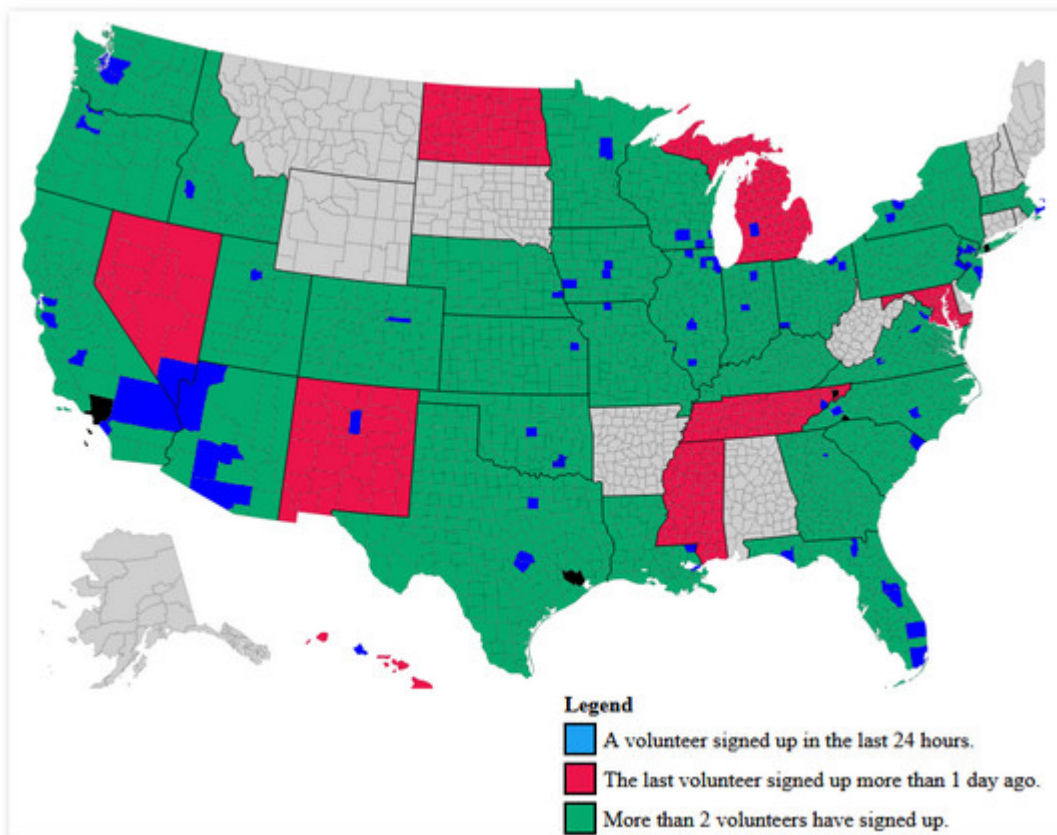 Legend
A volunteer signed up in the last 24 hours.
The last volunteer signed up more than 1 day ago.
More than 2 volunteers have signed up.